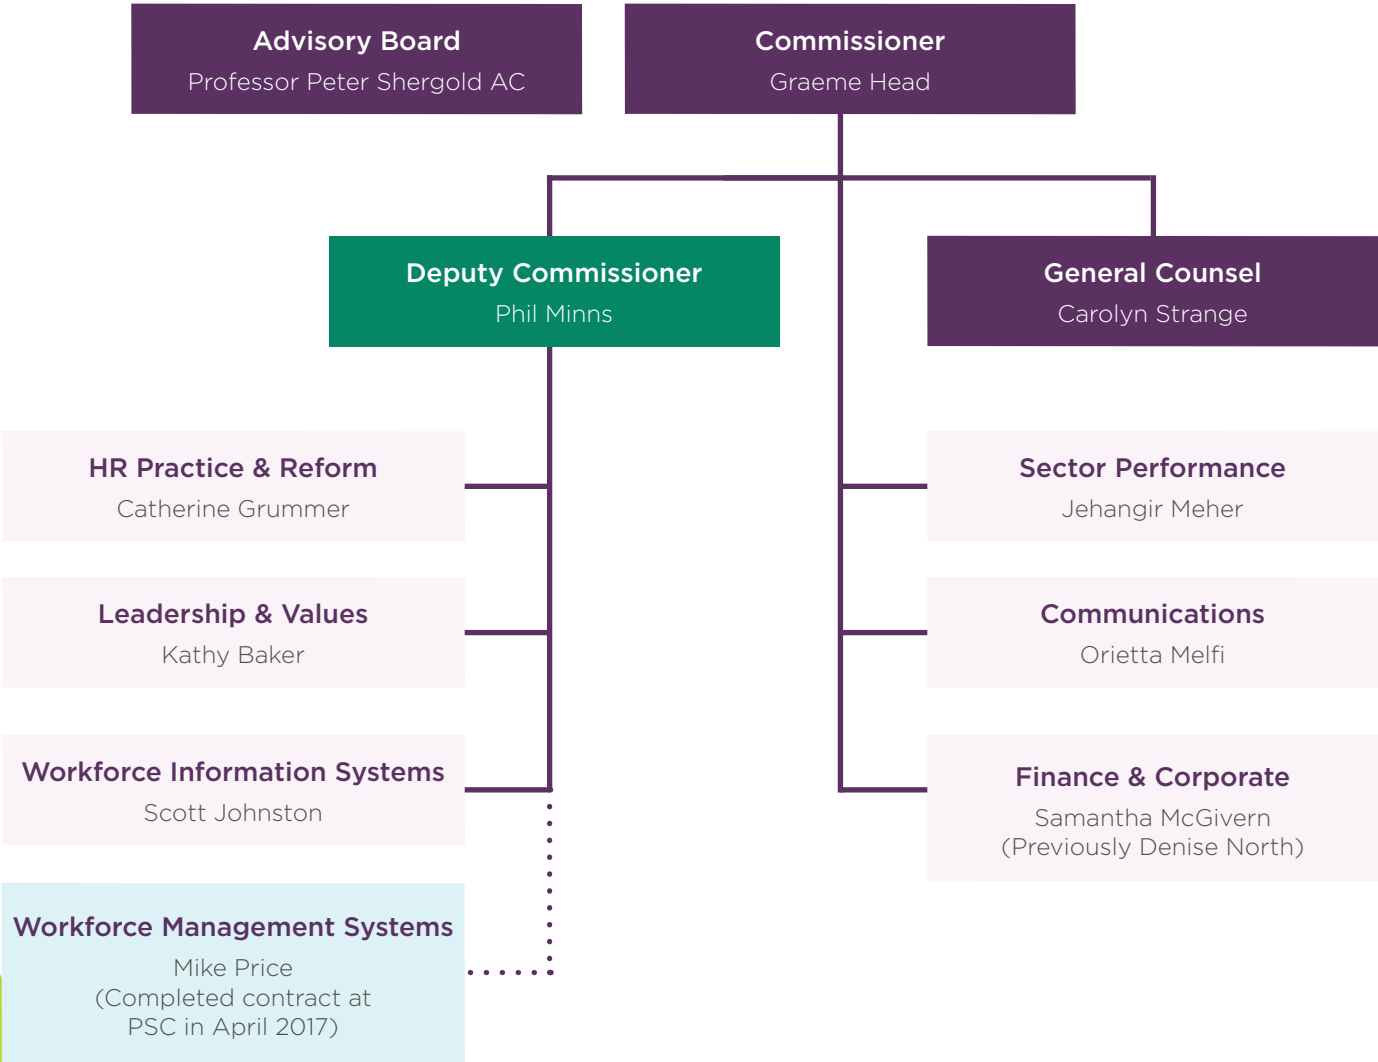 Advisory Board
Professor Peter Shergold AC
Commissioner
Graeme Head
Deputy Commissioner
Phil Minns
General Counsel
Carolyn Strange
HR Practice & Reform
Catherine Grummer
Sector Performance
Jehangir Meher
Leadership & Values
Kathy Baker
Communications
Orietta Melfi
Workforce Information Systems
Scott Johnston
Finance & Corporate
Samantha McGivern
(Previously Denise North)
Workforce Management Systems
Mike Price
(Completed contract at
PSC in April 2017)